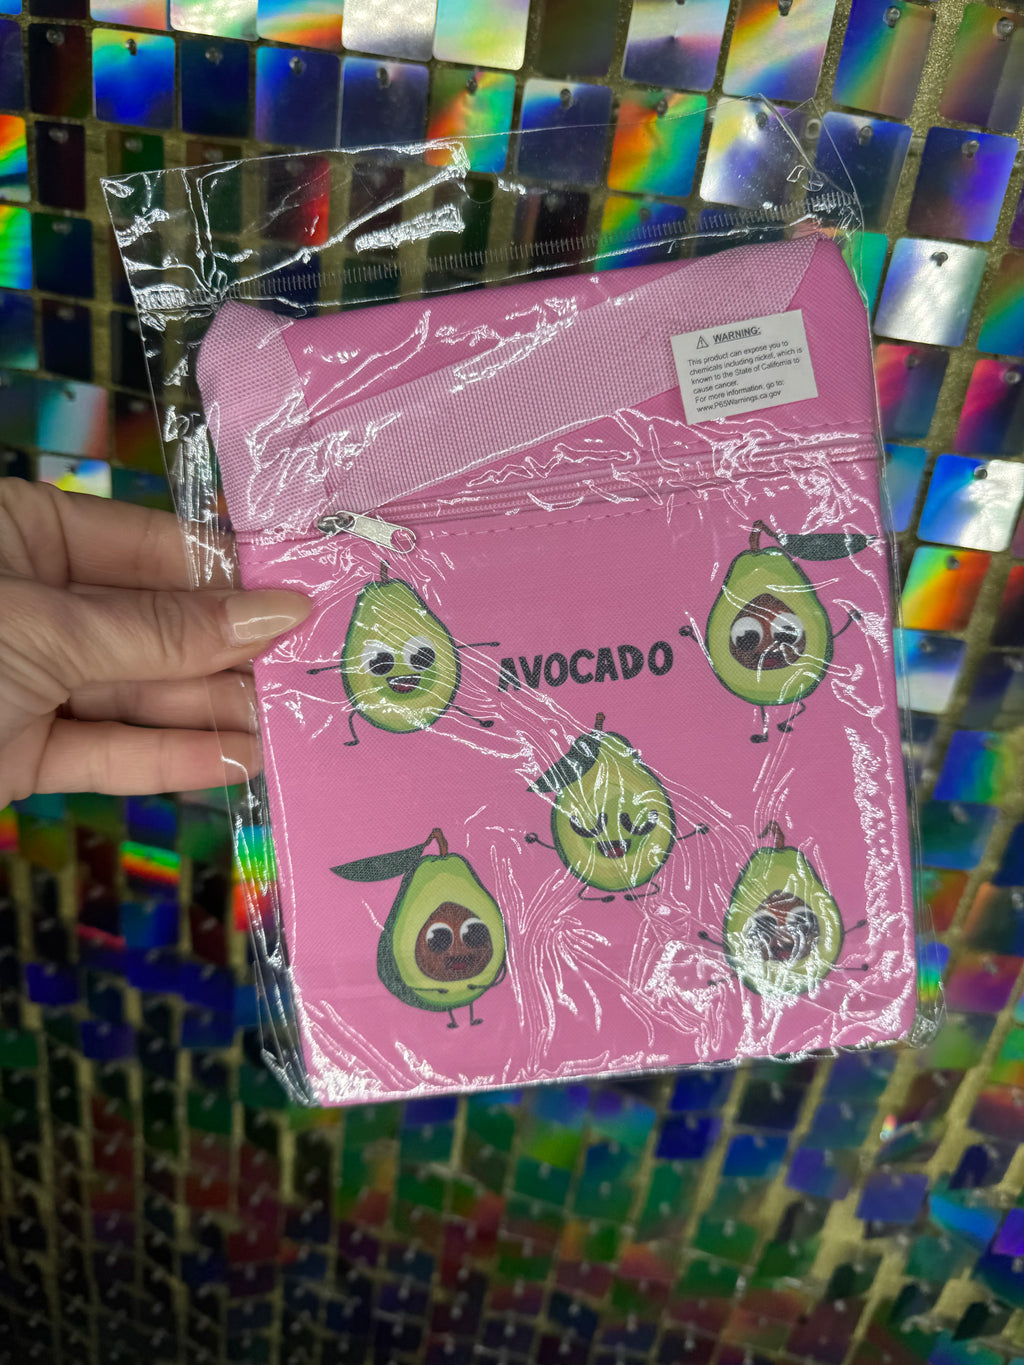 ⚠ WARNING:
This product can expose you to
chemicals including nickel, which is
known to the State of California to
cause cancer.
For more information, go to:
www.P65Warnings.ca.gov
AVOCADO